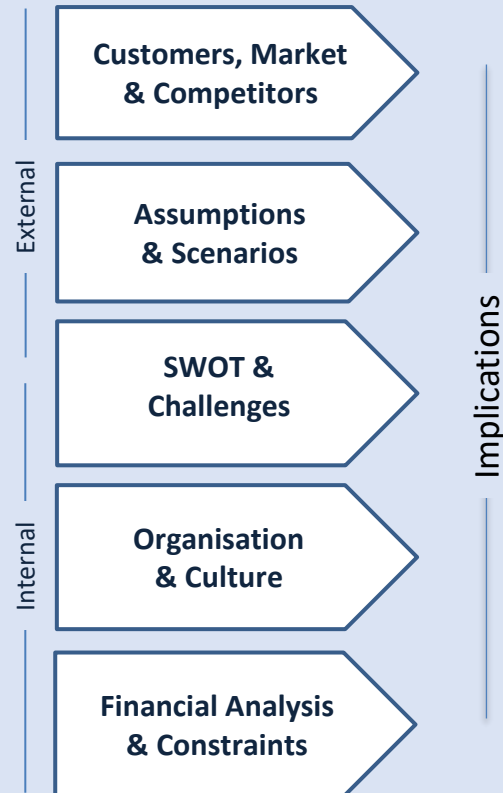 Customers, Market
& Competitors
External
Assumptions
& Scenarios
SWOT &
Challenges
Implications
Organisation
& Culture
Internal
Financial Analysis
& Constraints